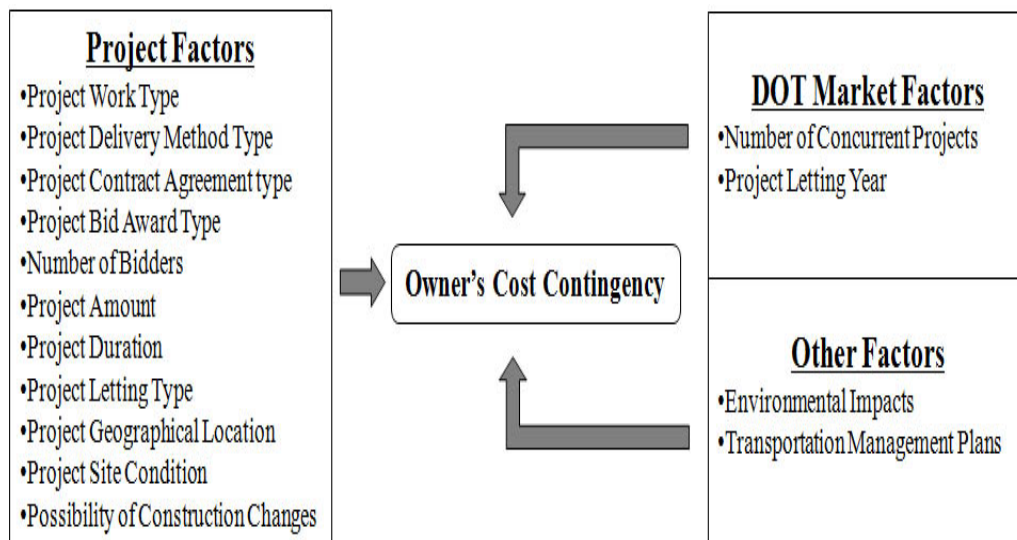 Project Factors
•Project Work Type
•Project Delivery Method Type
•Project Contract Agreement type
•Project Bid Award Type
•Number of Bidders
•Project Amount
•Project Duration
•Project Letting Type
•Project Geographical Location
•Project Site Condition
•Possibility of Construction Changes
Owner's Cost Contingency
DOT Market Factors
•Number of Concurrent Projects
•Project Letting Year
Other Factors
•Environmental Impacts
•Transportation Management Plans